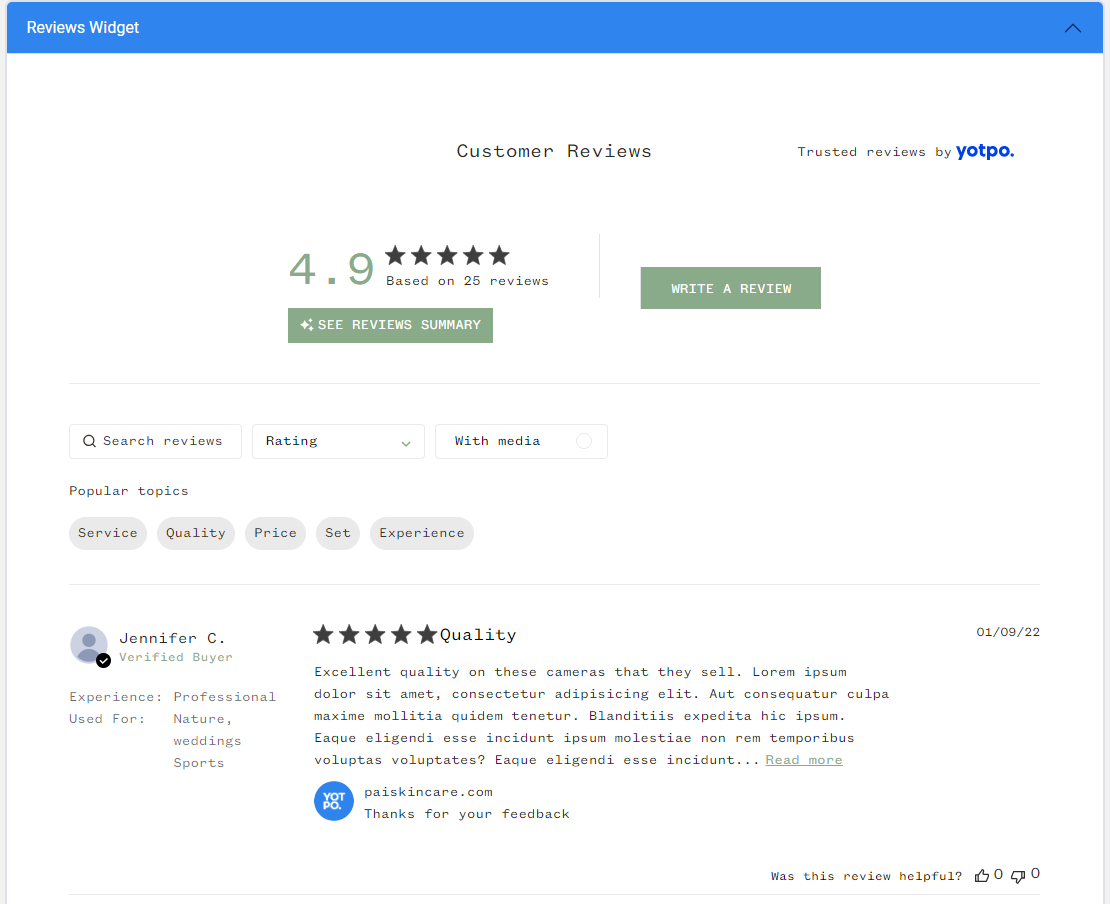 Reviews Widget
Customer Reviews
Trusted reviews by yotpo.
4.9
Based on 25 reviews
SEE REVIEWS SUMMARY
WRITE A REVIEW
Search reviews
Rating
With media
Popular topics
Service
Quality
Price
Set
Experience
Jennifer C.
Verified Buyer
Experience: Professional
Used For: Nature,
weddings
Sports
Quality
01/09/22
Excellent quality on these cameras that they sell. Lorem ipsum
dolor sit amet, consectetur adipisicing elit. Aut consequatur culpa
maxime mollitia quidem tenetur. Blanditiis expedita hic ipsum.
Eaque eligendi esse incidunt ipsum molestiae non rem temporibus
voluptas voluptates? Eaque eligendi esse incidunt... Read more
YOT
PO.
paiskincare.com
Thanks for your feedback
Was this review helpful? 0 0